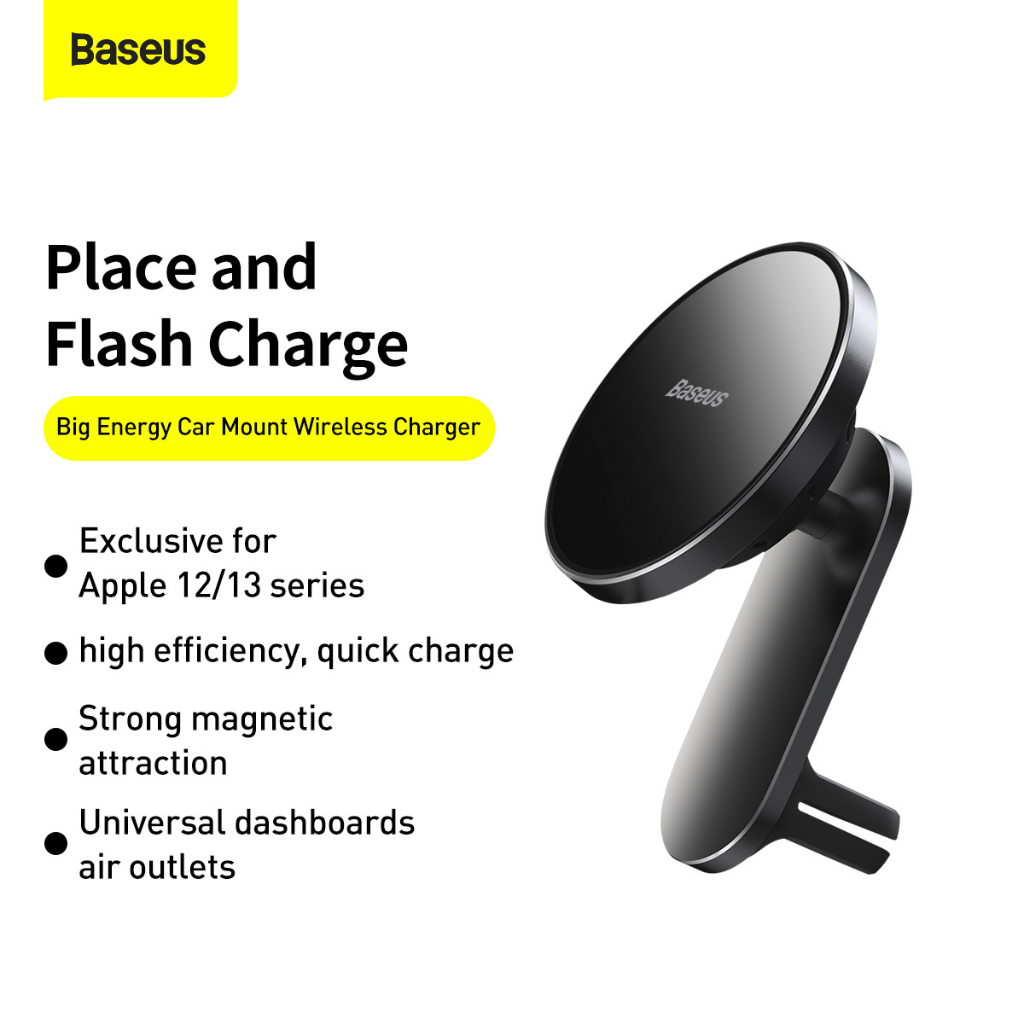 Baseus
Place and
Flash Charge
Big Energy Car Mount Wireless Charger
Exclusive for
Apple 12/13 series
high efficiency, quick charge
Strong magnetic
attraction
Universal dashboards
air outlets
Baseus